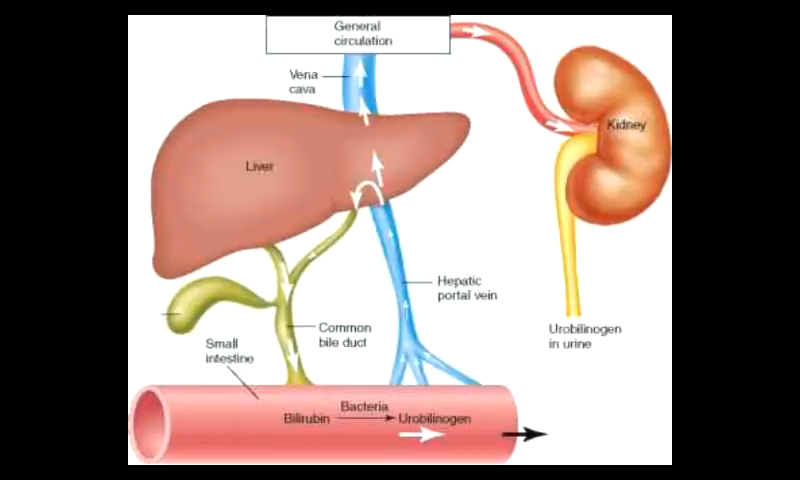 General
circulation
Vena
cava
Kidney
Liver
Hepatic
portal vein
Common
bile duct
Urobilinogen
in urine
Small
intestine
Bacteria
Bilirubin
Urobilinogen